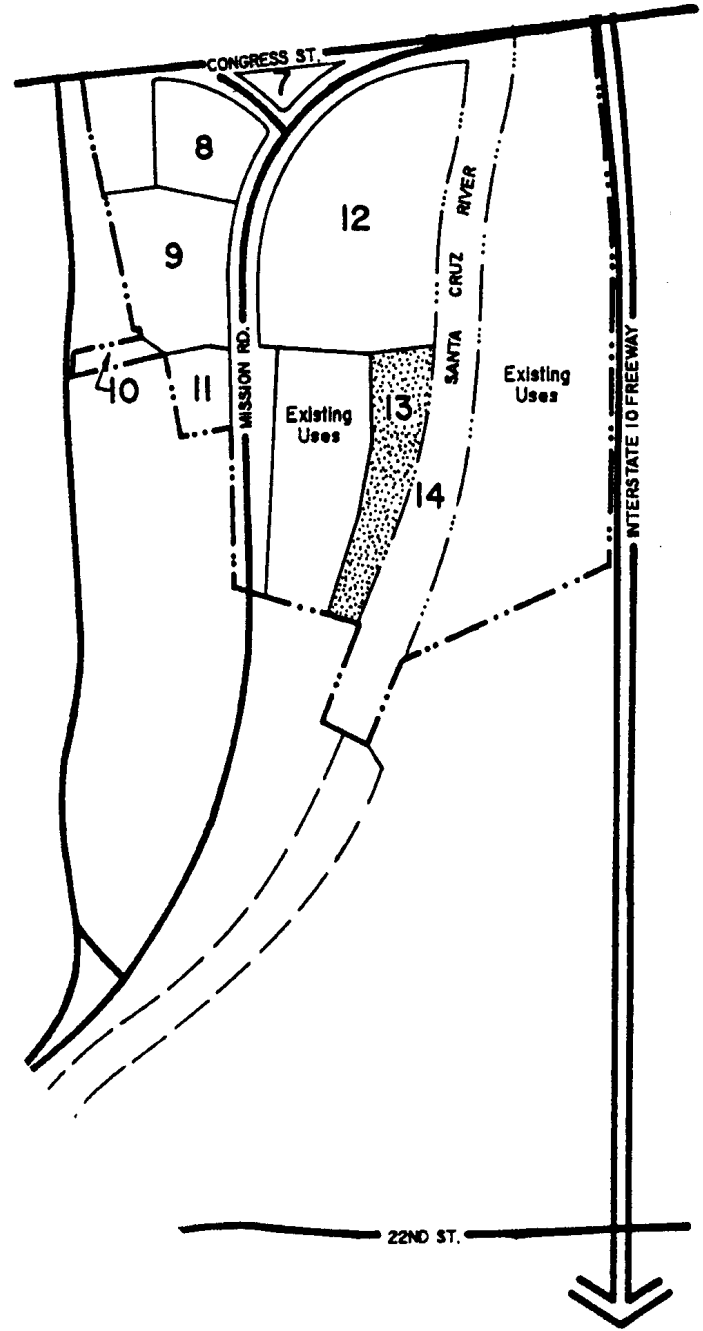 CONGRESS ST.
7
8
12
RIVER
CRUZ
SANTA
9
MISSION RD.
INTERSTATE 10 FREEWAY
Existing
Uses
10
11
Existing
Uses
13
14
22ND ST.